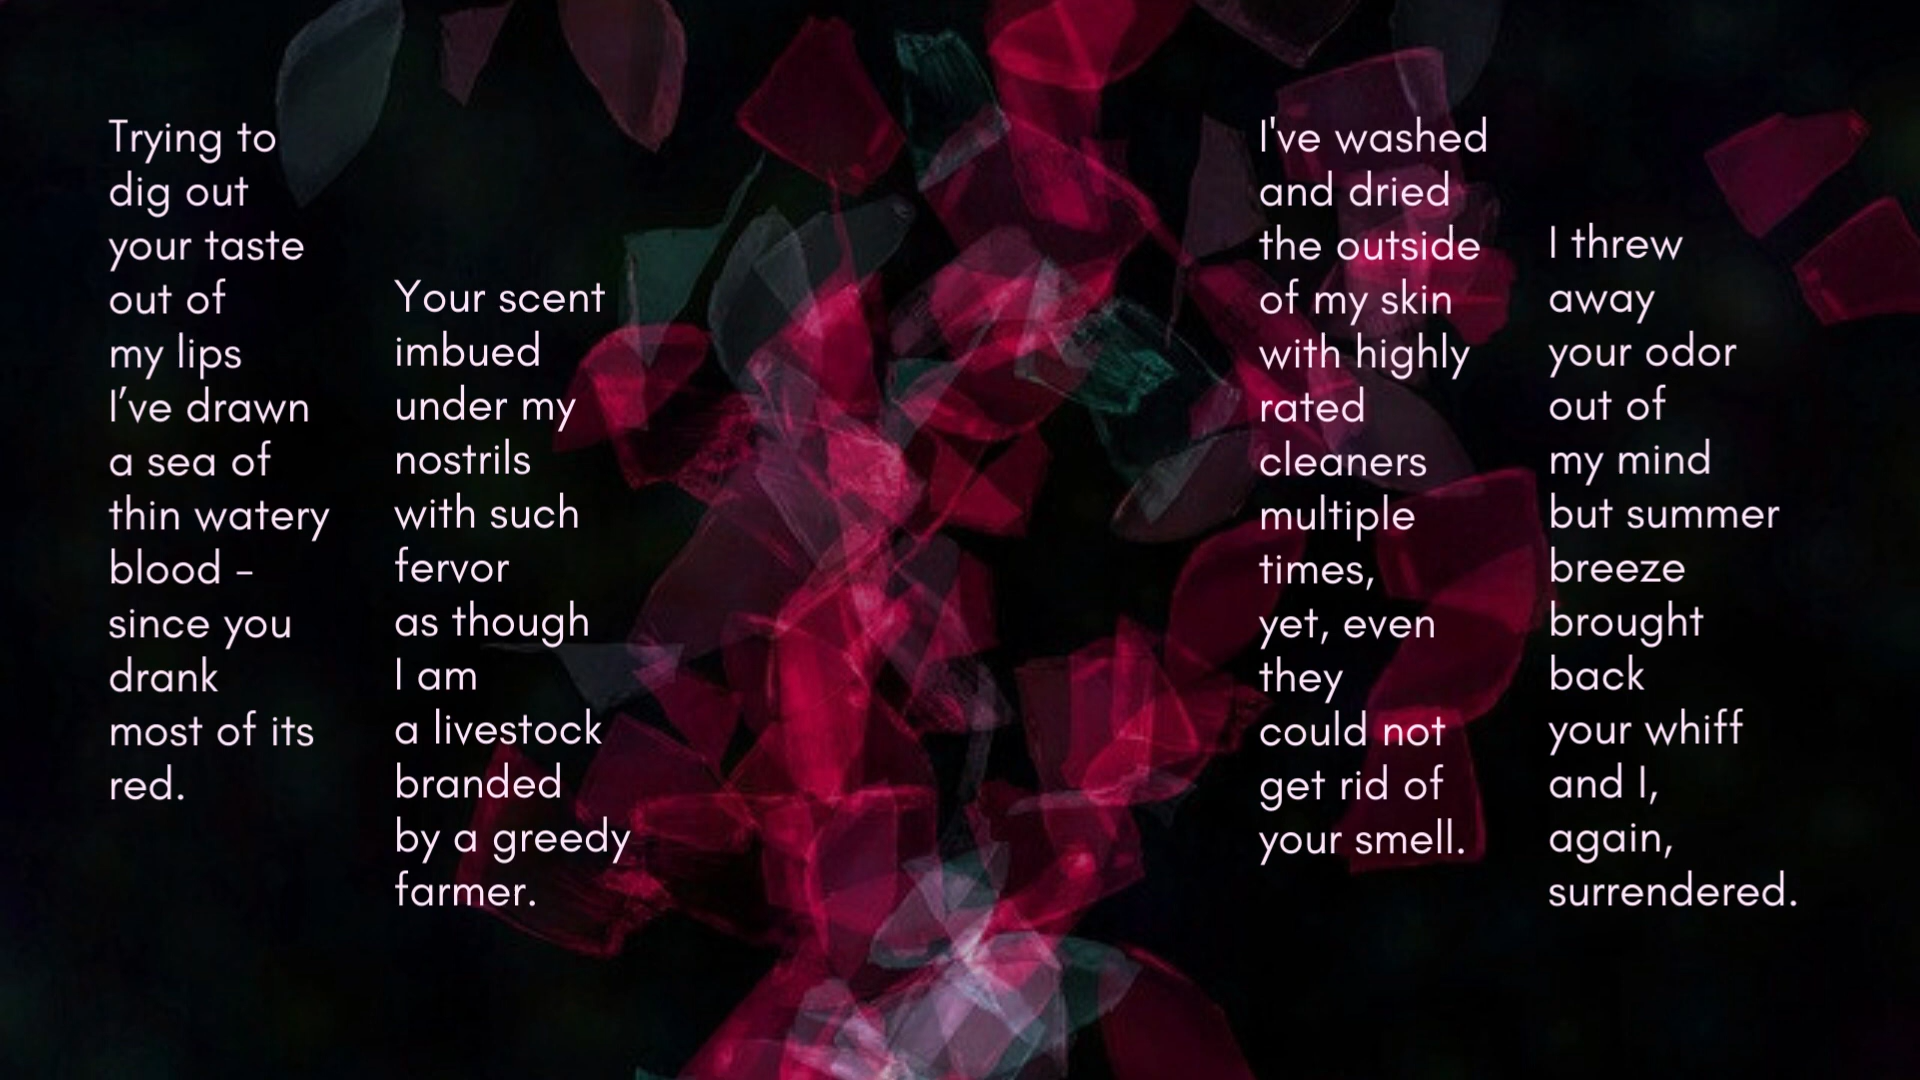 Trying to
dig out
your taste
out of
my lips
I’ve drawn
a sea of
thin watery
blood –
since you
drank
most of its
red.
Your scent
imbued
under my
nostrils
with such
fervor
as though
I am
a livestock
branded
by a greedy
farmer.
I've washed
and dried
the outside
of my skin
with highly
rated
cleaners
multiple
times,
yet, even
they
could not
get rid of
your smell.
I threw
away
your odor
out of
my mind
but summer
breeze
brought
back
your whiff
and I,
again,
surrendered.